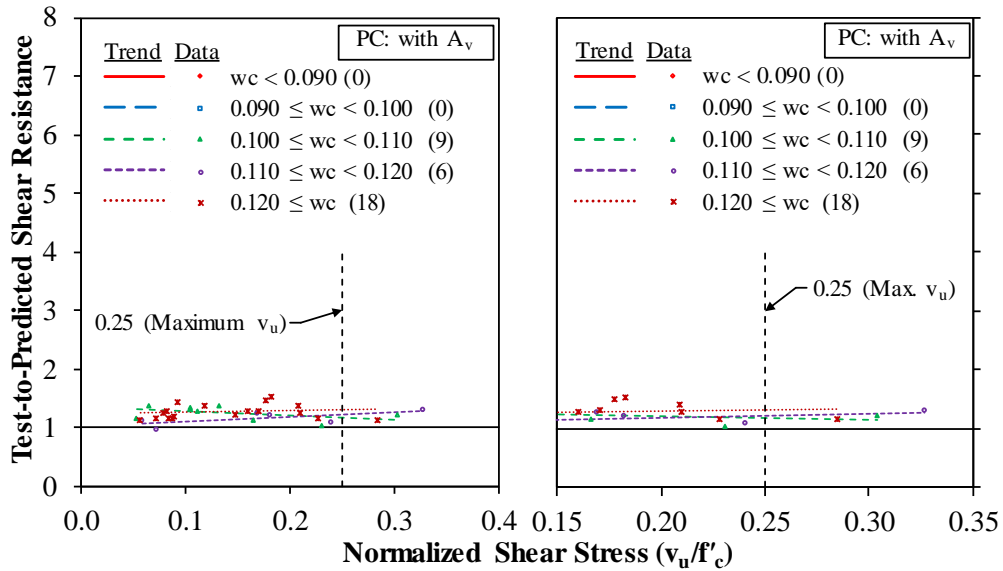 Test-to-Predicted Shear Resistance
8
7
6
5
4
3
2
1
0
PC: with Av
Trend Data
wc < 0.090 (0)
0.090 ≤ wc < 0.100 (0)
0.100 ≤ wc < 0.110 (9)
0.110 ≤ wc < 0.120 (6)
0.120 ≤ wc (18)
0.25 (Maximum vu)
0.0 0.1 0.2 0.3 0.4
PC: with Av
Trend Data
wc < 0.090 (0)
0.090 ≤ wc < 0.100 (0)
0.100 ≤ wc < 0.110 (9)
0.110 ≤ wc < 0.120 (6)
0.120 ≤ wc (18)
0.25 (Max. vu)
0.15 0.20 0.25 0.30 0.35
Normalized Shear Stress (vu/f′c)